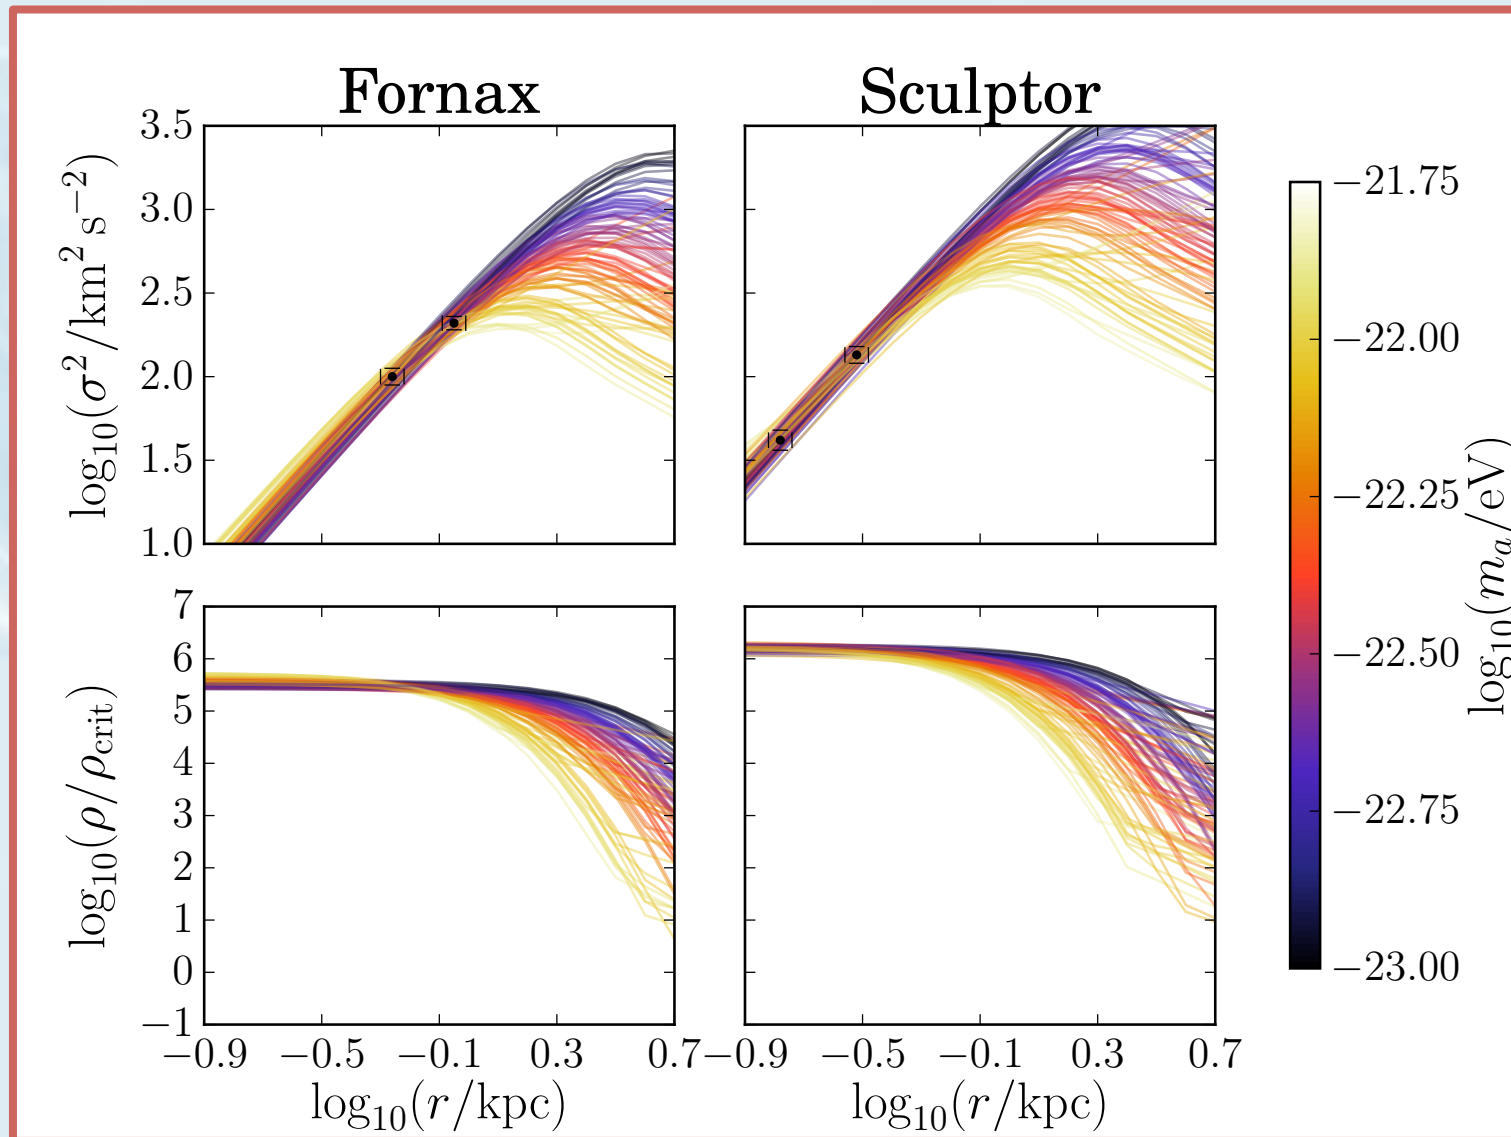 Fornax
Sculptor
3.5
3.0
2.5
2.0
1.5
1.0
log₁₀(σ²/km² s⁻²)
7
6
5
4
3
2
1
0
−1
log₁₀(ρ/ρcrit)
−0.9 −0.5 −0.1 0.3 0.7
−0.9 −0.5 −0.1 0.3 0.7
log₁₀(r/kpc)
log₁₀(r/kpc)
−21.75
−22.00
−22.25
−22.50
−22.75
−23.00
log₁₀(mₐ/eV)